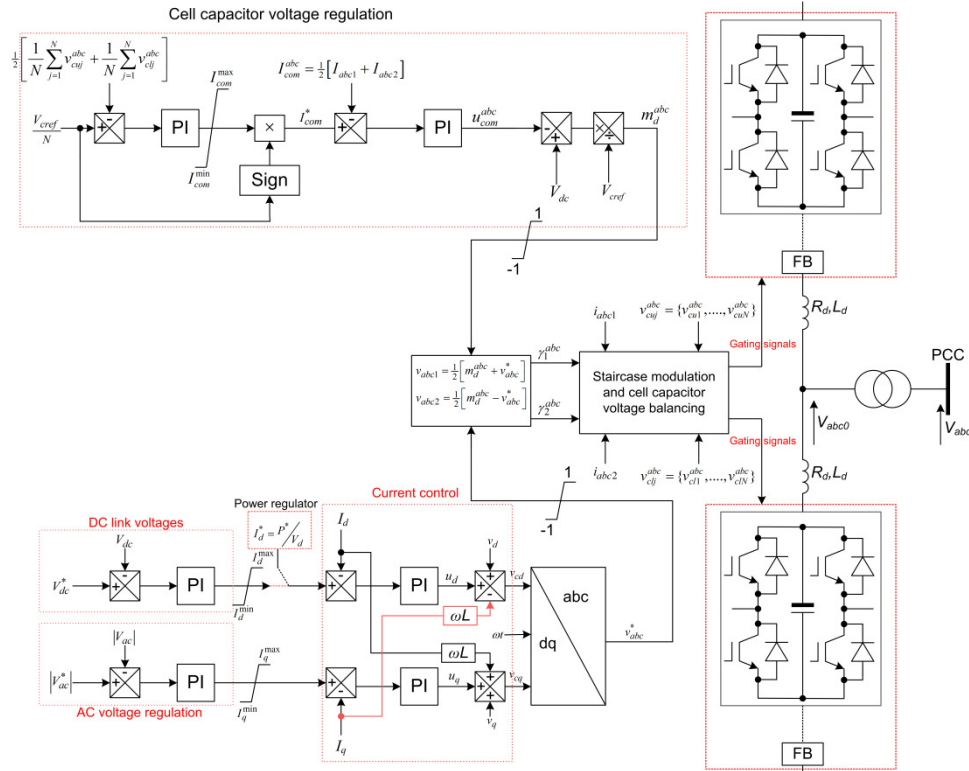 Cell capacitor voltage regulation
½[1/N ∑_{j=1}^{N} v_{cuj}^{abc} + 1/N ∑_{j=1}^{N} v_{clj}^{abc}]
I_{com}^{max}
I_{com}^{abc} = ½[I_{abc1} + I_{abc2}]
V_{cref}/N
+ -
PI
×
I_{com}^{*}
+ -
PI
u_{com}^{abc}
- +
× ÷
m_d^{abc}
I_{com}^{min}
Sign
V_{dc}
V_{cref}
1
-1
FB
R_d,L_d
i_{abc1}
v_{cuj}^{abc} = {v_{cu1}^{abc},....,v_{cuN}^{abc}}
Gating signals
v_{abc1} = ½[m_d^{abc} + v_{abc}^{*}]
v_{abc2} = ½[m_d^{abc} − v_{abc}^{*}]
γ_1^{abc}
γ_2^{abc}
Staircase modulation
and cell capacitor
voltage balancing
PCC
V_{abc0}
V_{abc}
Gating signals
i_{abc2}
v_{clj}^{abc} = {v_{cl1}^{abc},....,v_{clN}^{abc}}
R_d,L_d
1
-1
Current control
Power regulator
I_d^{*} = P^{*}/V_d
DC link voltages
V_{dc}
V_{dc}^{*}
+ -
PI
I_d^{max}
I_d^{min}
I_d
+ -
PI
u_d
v_d
+ + -
v_{cd}
ωL
abc
dq
ωt
v_{abc}^{*}
ωL
|V_{ac}|
|V_{ac}^{*}|
+ -
PI
I_q^{max}
I_q^{min}
+ -
PI
u_q
+ + +
v_{cq}
v_q
I_q
AC voltage regulation
FB